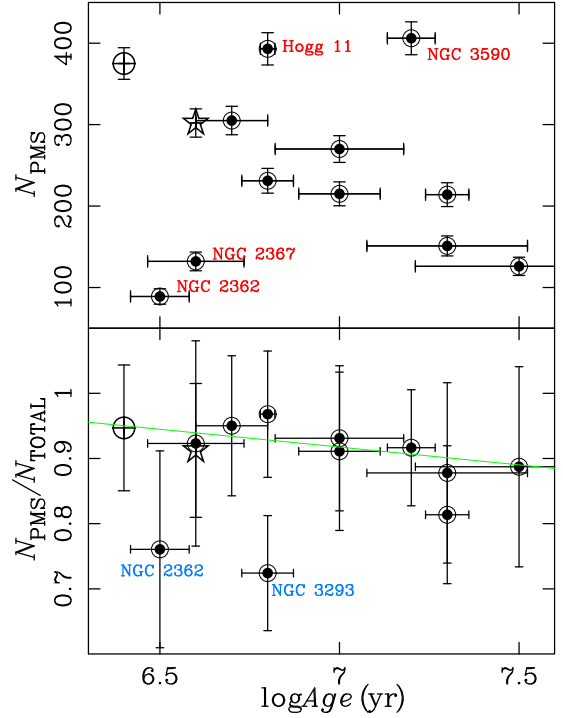 400
300
200
100
N_PMS
Hogg 11
NGC 3590
NGC 2367
NGC 2362
1
0.9
0.8
0.7
N_PMS/N_TOTAL
NGC 2362
NGC 3293
6.5 7 7.5
logAge (yr)